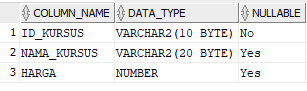 COLUMN_NAME DATA_TYPE NULLABLE
1 ID_KURSUS VARCHAR2(10 BYTE) No
2 NAMA_KURSUS VARCHAR2(20 BYTE) Yes
3 HARGA NUMBER Yes